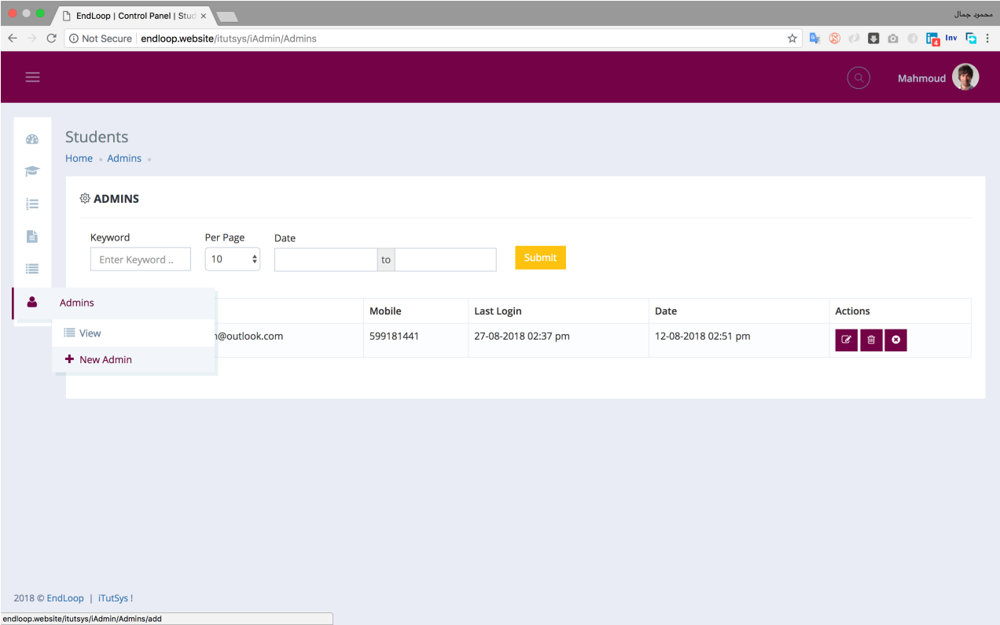 EndLoop | Control Panel | Stud
محمود جمال
Not Secure
endloop.website/itutsys/iAdmin/Admins
4
Inv
Mahmoud
Students
Home
Admins
ADMINS
Keyword
Per Page
Date
Enter Keyword ..
10
to
Submit
Admins
Mobile
Last Login
Date
Actions
View
@outlook.com
599181441
27-08-2018 02:37 pm
12-08-2018 02:51 pm
New Admin
2018 © EndLoop | iTutSys !
endloop.website/itutsys/iAdmin/Admins/add